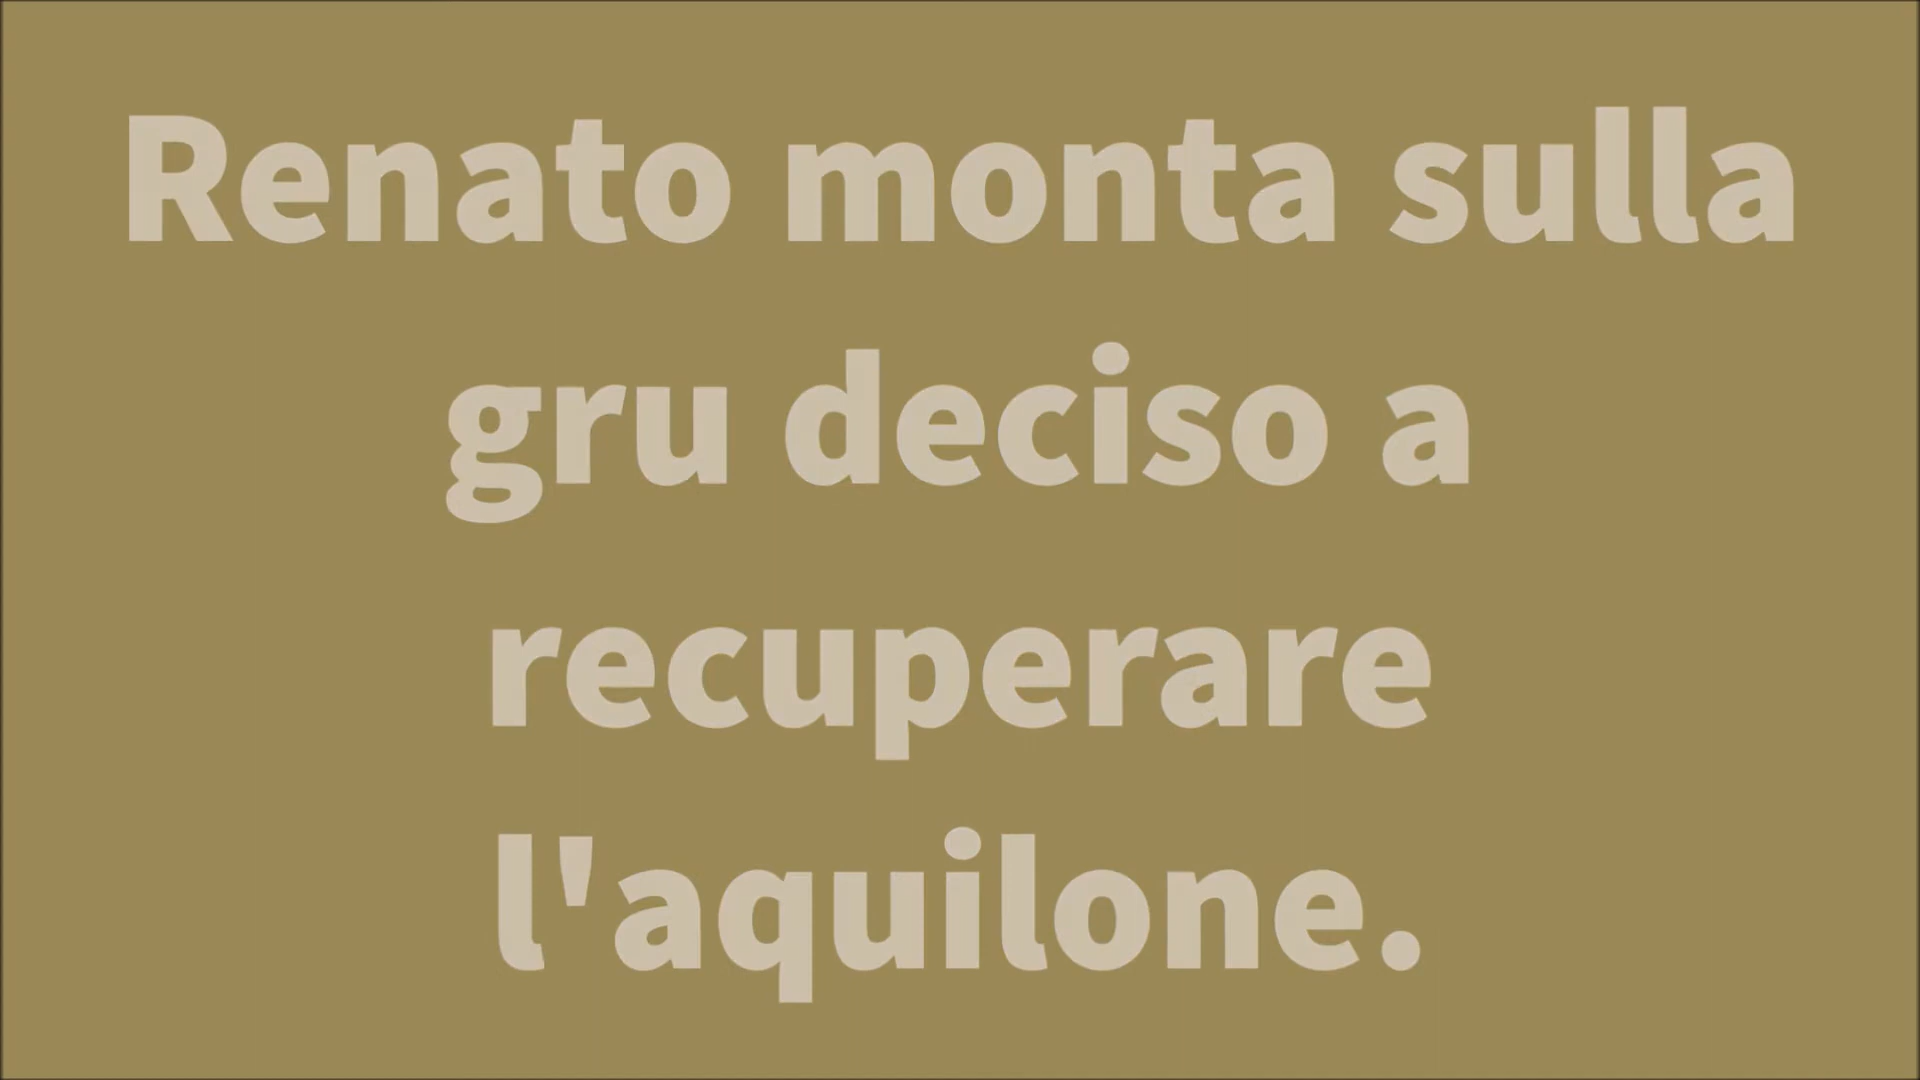 Renato monta sulla
gru deciso a
recuperare
l'aquilone.